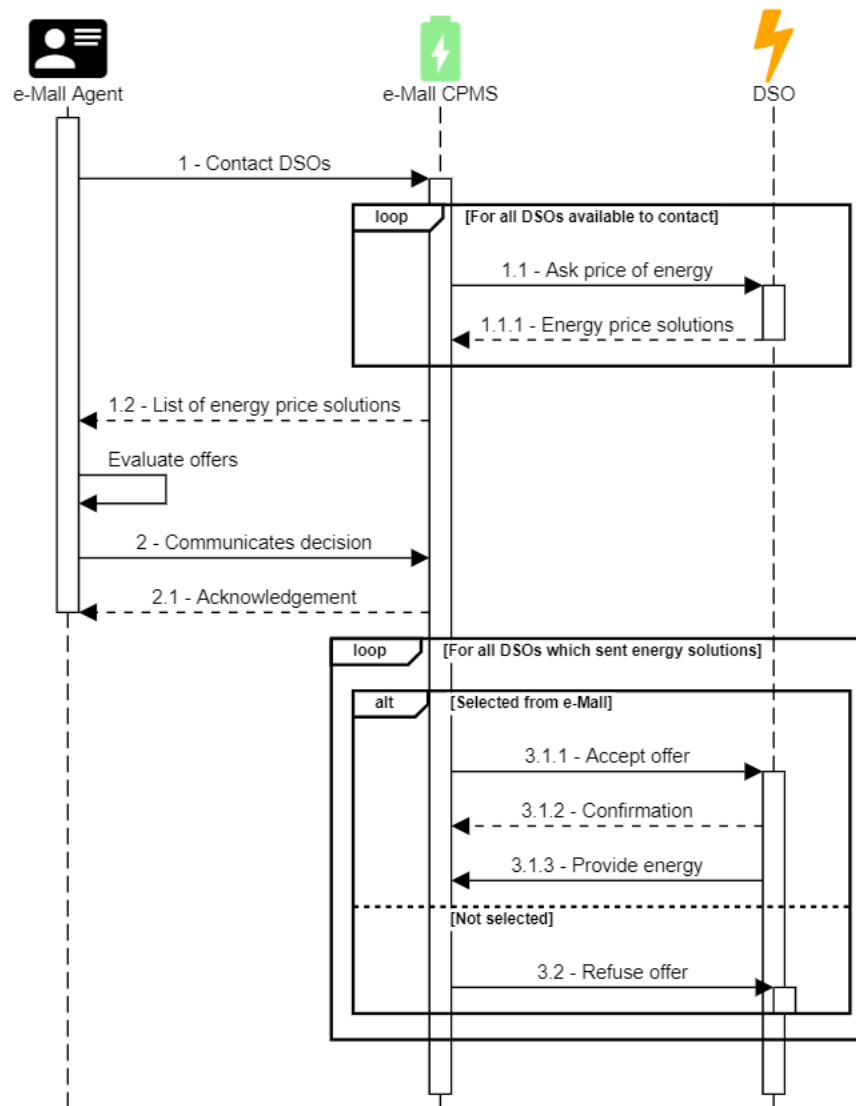 e-Mall Agent
e-Mall CPMS
DSO
1 - Contact DSOs
loop
[For all DSOs available to contact]
1.1 - Ask price of energy
1.1.1 - Energy price solutions
1.2 - List of energy price solutions
Evaluate offers
2 - Communicates decision
2.1 - Acknowledgement
loop
[For all DSOs which sent energy solutions]
alt
[Selected from e-Mall]
3.1.1 - Accept offer
3.1.2 - Confirmation
3.1.3 - Provide energy
[Not selected]
3.2 - Refuse offer